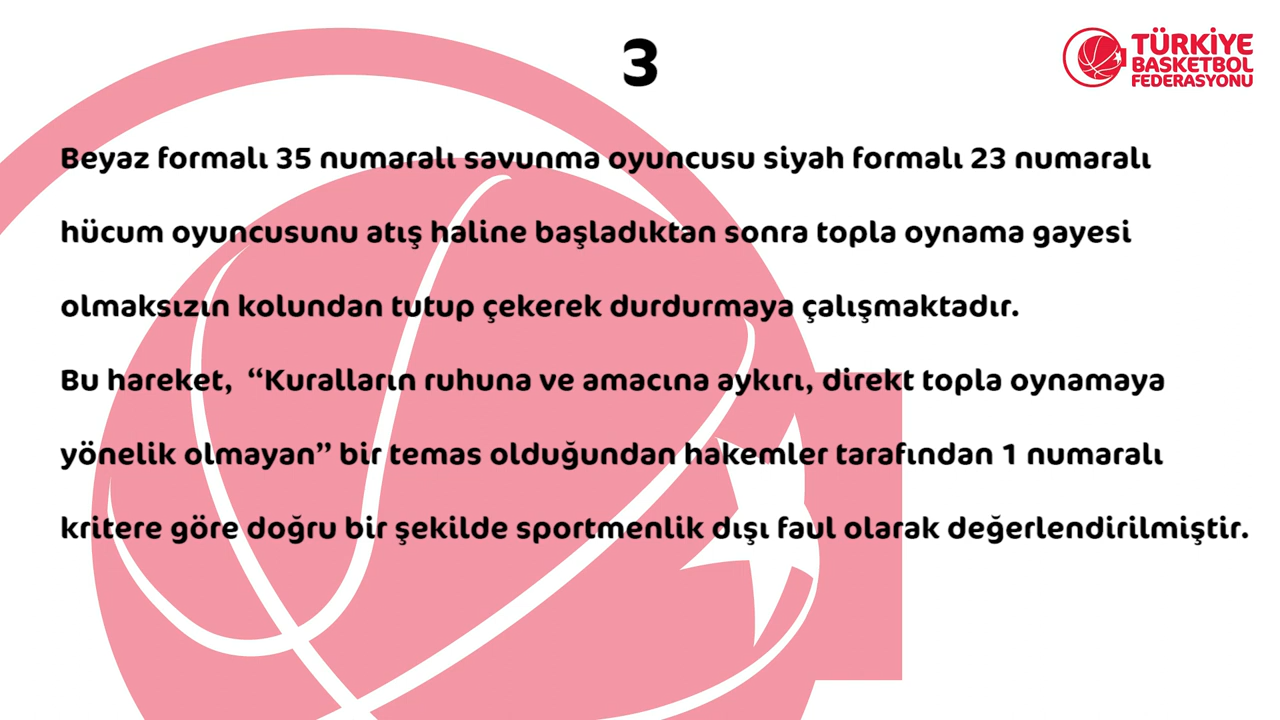 3
TÜRKİYE
BASKETBOL
FEDERASYONU
Beyaz formalı 35 numaralı savunma oyuncusu siyah formalı 23 numaralı
hücum oyuncusunu atış haline başladıktan sonra topla oynama gayesi
olmaksızın kolundan tutup çekerek durdurmaya çalışmaktadır.
Bu hareket, “Kuralların ruhuna ve amacına aykırı, direkt topla oynamaya
yönelik olmayan” bir temas olduğundan hakemler tarafından 1 numaralı
kritere göre doğru bir şekilde sportmenlik dışı faul olarak değerlendirilmiştir.